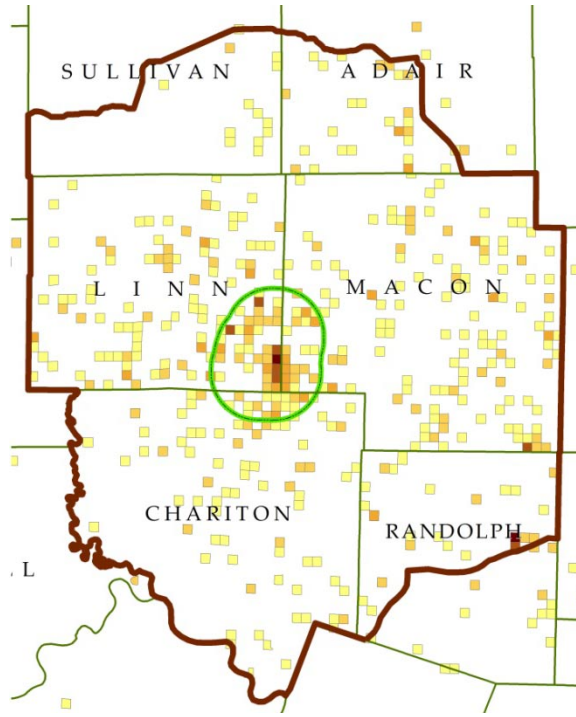 SULLIVAN
ADAIR
LINN
MACON
CHARITON
RANDOLPH
L